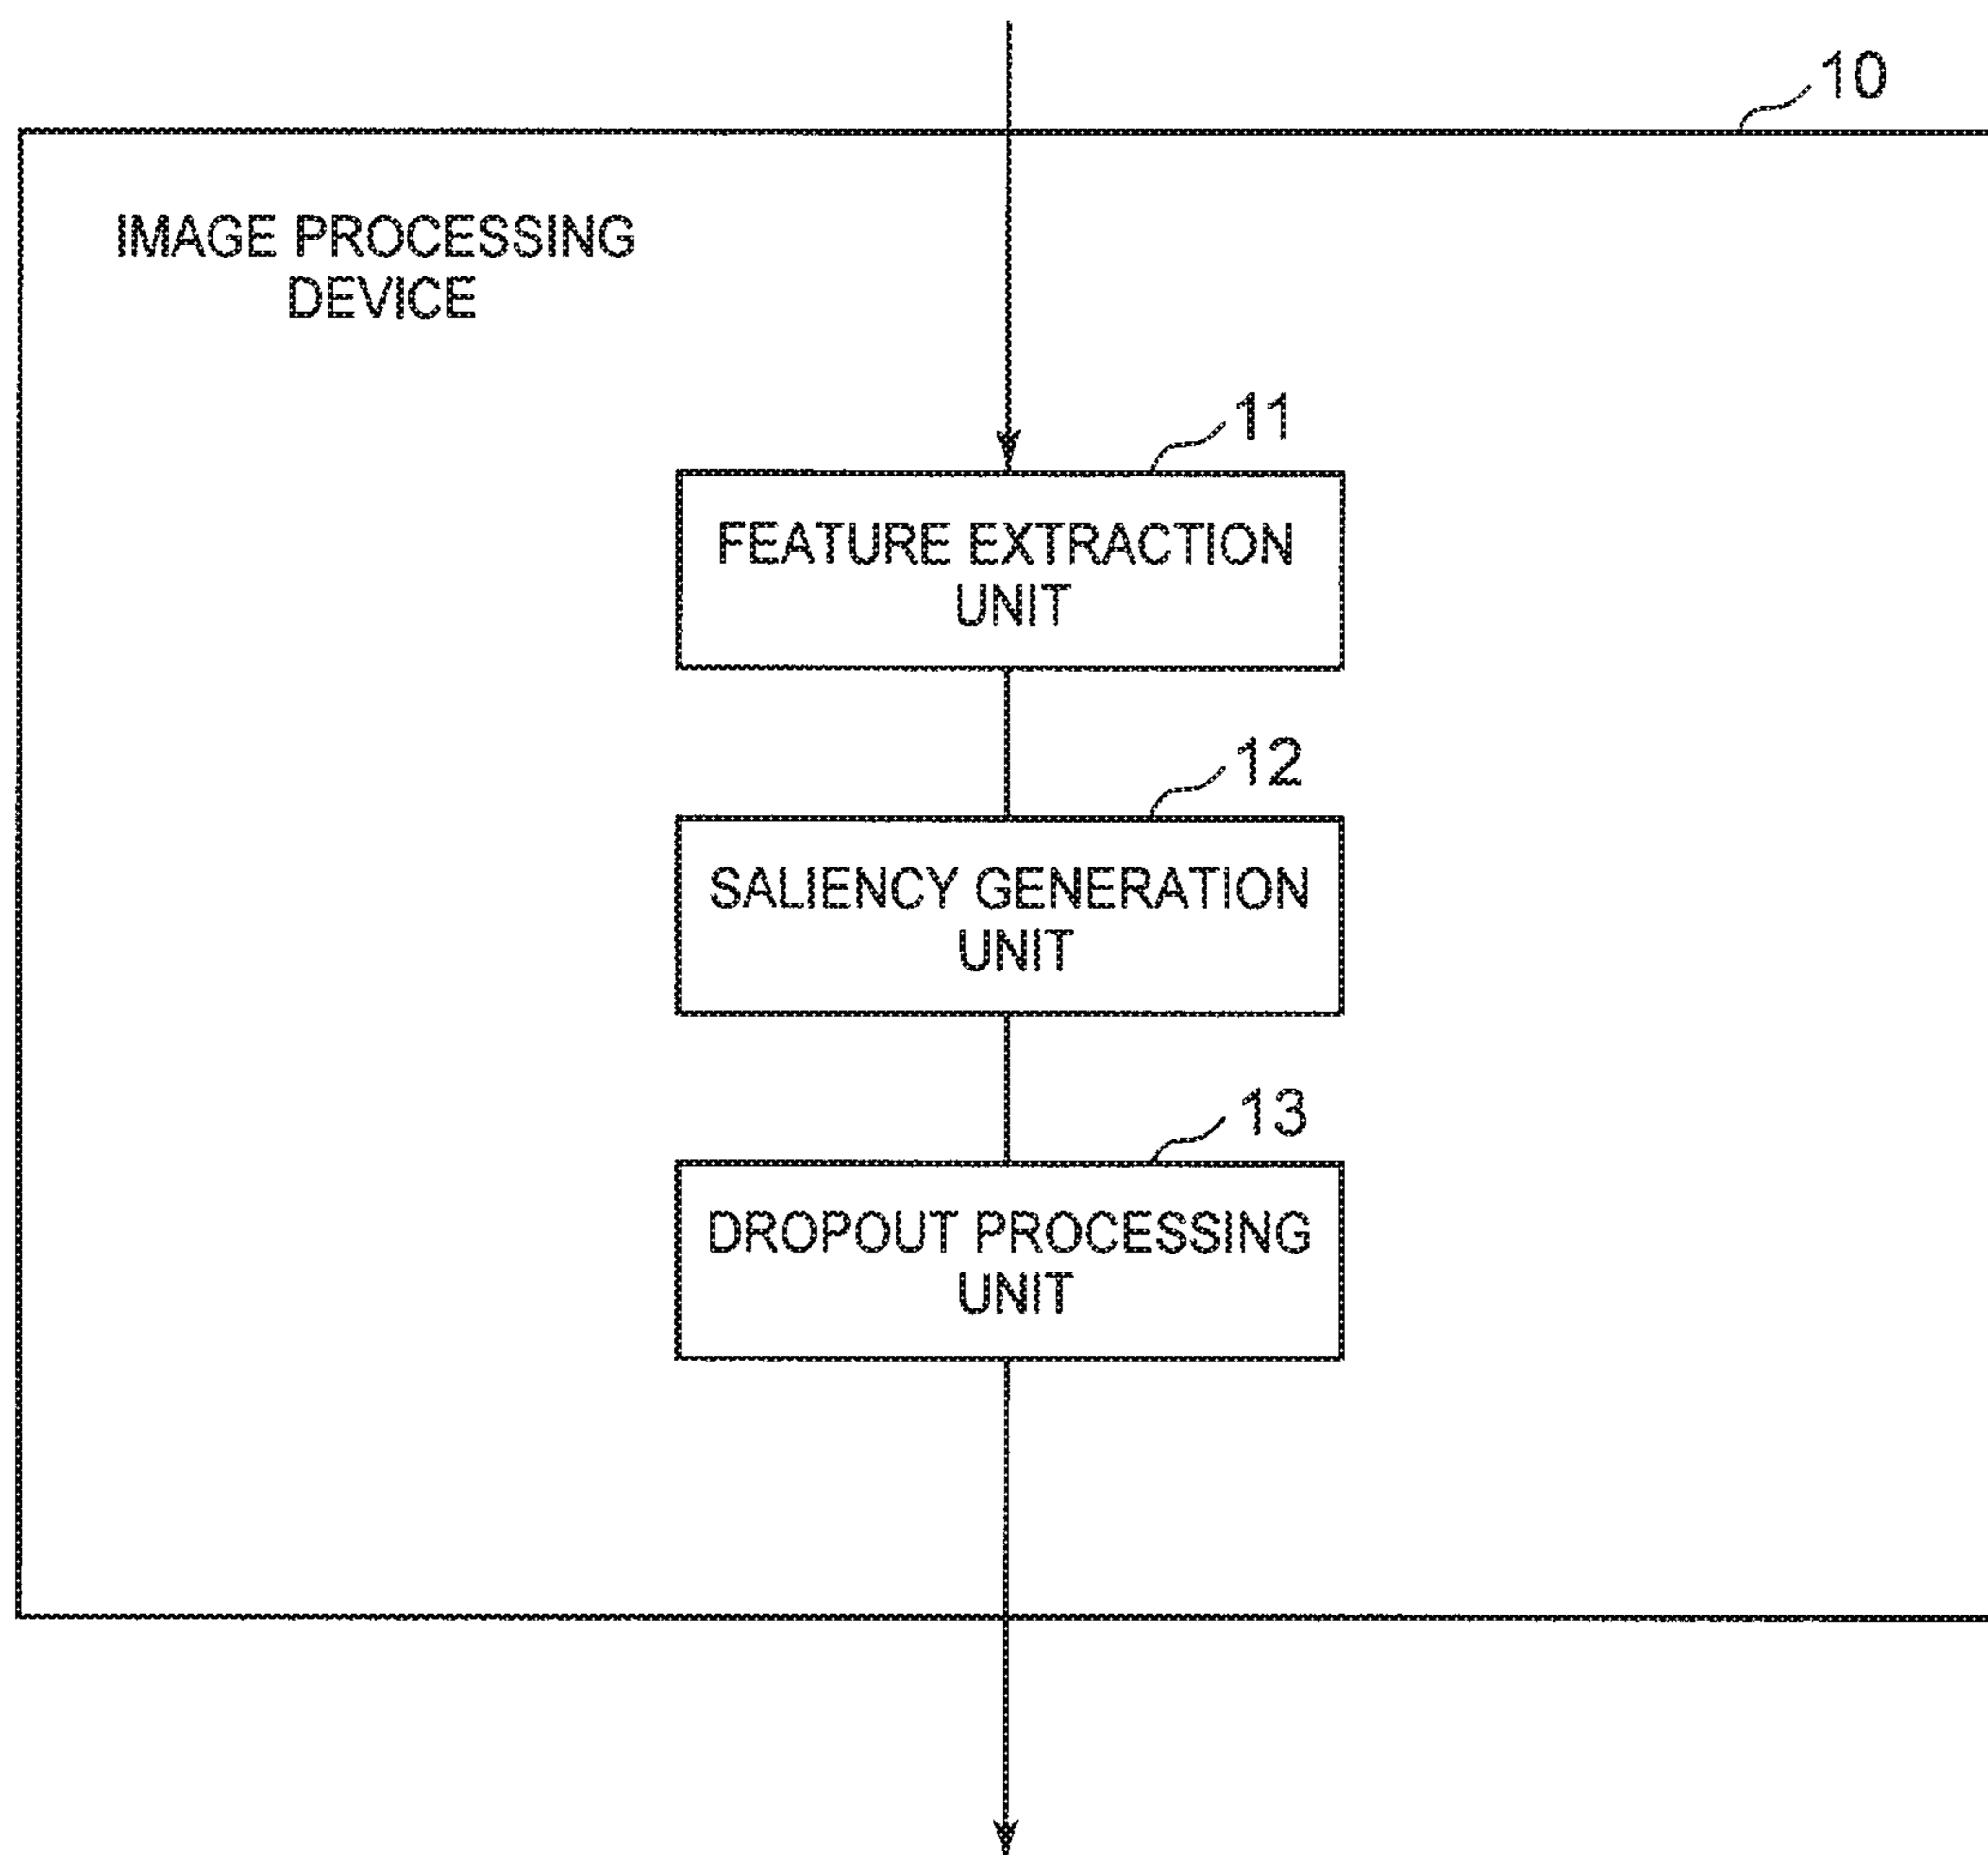 10
IMAGE PROCESSING
DEVICE
11
FEATURE EXTRACTION
UNIT
12
SALIENCY GENERATION
UNIT
13
DROPOUT PROCESSING
UNIT